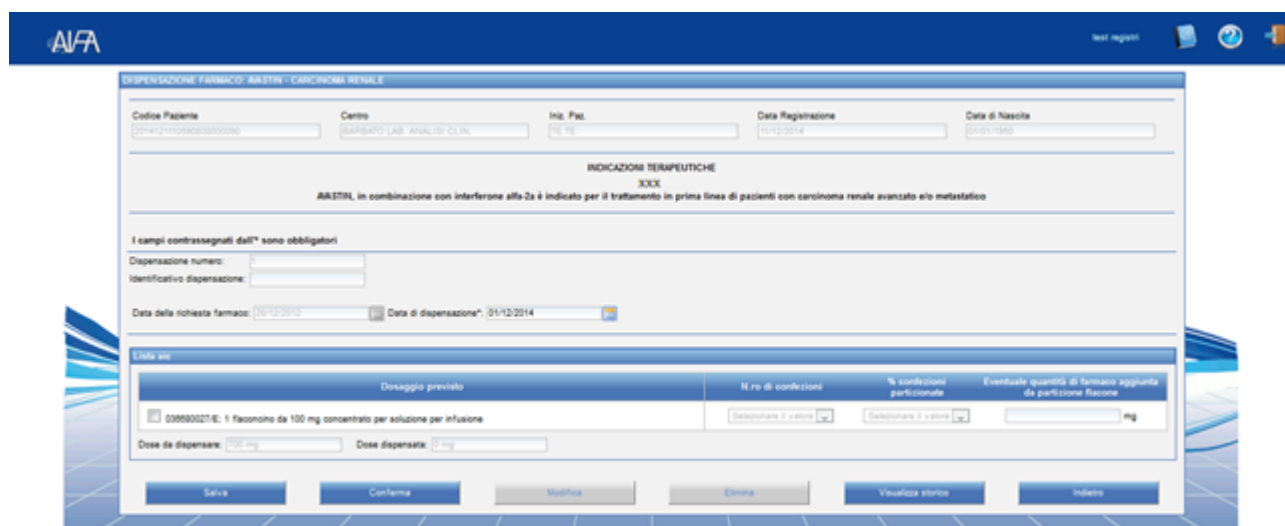 AIFA
test registri
DISPENSAZIONE FARMACO: AVASTIN - CARCINOMA RENALE
Codice Paziente Centro Iniz. Paz. Data Registrazione Data di Nascita
BARBATO LAB. ANALISI CLIN. TE TE 11/12/2014 01/01/1950
INDICAZIONI TERAPEUTICHE
XXX
AVASTIN, in combinazione con interferone alfa-2a è indicato per il trattamento in prima linea di pazienti con carcinoma renale avanzato e/o metastatico
I campi contrassegnati dall'* sono obbligatori
Dispensazione numero: 1
Identificativo dispensazione:
Data della richiesta farmaco: Data di dispensazione*: 01/12/2014
Lista aic
Dosaggio previsto N.ro di confezioni % confezioni partizionate Eventuale quantità di farmaco aggiunta da partizione flacone
1 flaconcino da 100 mg concentrato per soluzione per infusione Selezionare il valore Selezionare il valore mg
Dose da dispensare: 700 mg Dose dispensata: 0 mg
Salva Conferma Modifica Elimina Visualizza storico Indietro